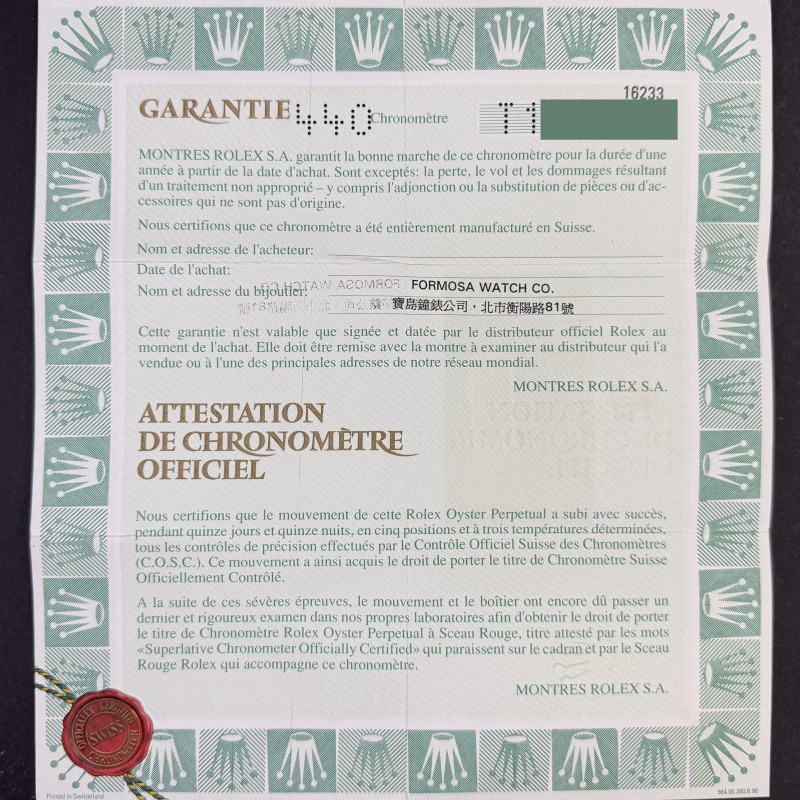 16233
GARANTIE 440 Chronomètre T1
MONTRES ROLEX S.A. garantit la bonne marche de ce chronomètre pour la durée d'une
année à partir de la date d'achat. Sont exceptés: la perte, le vol et les dommages résultant
d'un traitement non approprié – y compris l'adjonction ou la substitution de pièces ou d'ac-
cessoires qui ne sont pas d'origine.
Nous certifions que ce chronomètre a été entièrement manufacturé en Suisse.
Nom et adresse de l'acheteur:
Date de l'achat:
Nom et adresse du bijoutier: FORMOSA WATCH CO.
寶島鐘錶公司，北市衡陽路81號
Cette garantie n'est valable que signée et datée par le distributeur officiel Rolex au
moment de l'achat. Elle doit être remise avec la montre à examiner au distributeur qui l'a
vendue ou à l'une des principales adresses de notre réseau mondial.
MONTRES ROLEX S.A.
ATTESTATION
DE CHRONOMÈTRE
OFFICIEL
Nous certifions que le mouvement de cette Rolex Oyster Perpetual a subi avec succès,
pendant quinze jours et quinze nuits, en cinq positions et à trois températures déterminées,
tous les contrôles de précision effectués par le Contrôle Officiel Suisse des Chronomètres
(C.O.S.C.). Ce mouvement a ainsi acquis le droit de porter le titre de Chronomètre Suisse
Officiellement Contrôlé.
A la suite de ces sévères épreuves, le mouvement et le boîtier ont encore dû passer un
dernier et rigoureux examen dans nos propres laboratoires afin d'obtenir le droit de porter
le titre de Chronomètre Rolex Oyster Perpetual à Sceau Rouge, titre attesté par les mots
«Superlative Chronometer Officially Certified» qui paraissent sur le cadran et par le Sceau
Rouge Rolex qui accompagne ce chronomètre.
MONTRES ROLEX S.A.
OFFICIALLY CERTIFIED
SWISS
CHRONOMETER
Printed in Switzerland
564.00.300.6.96